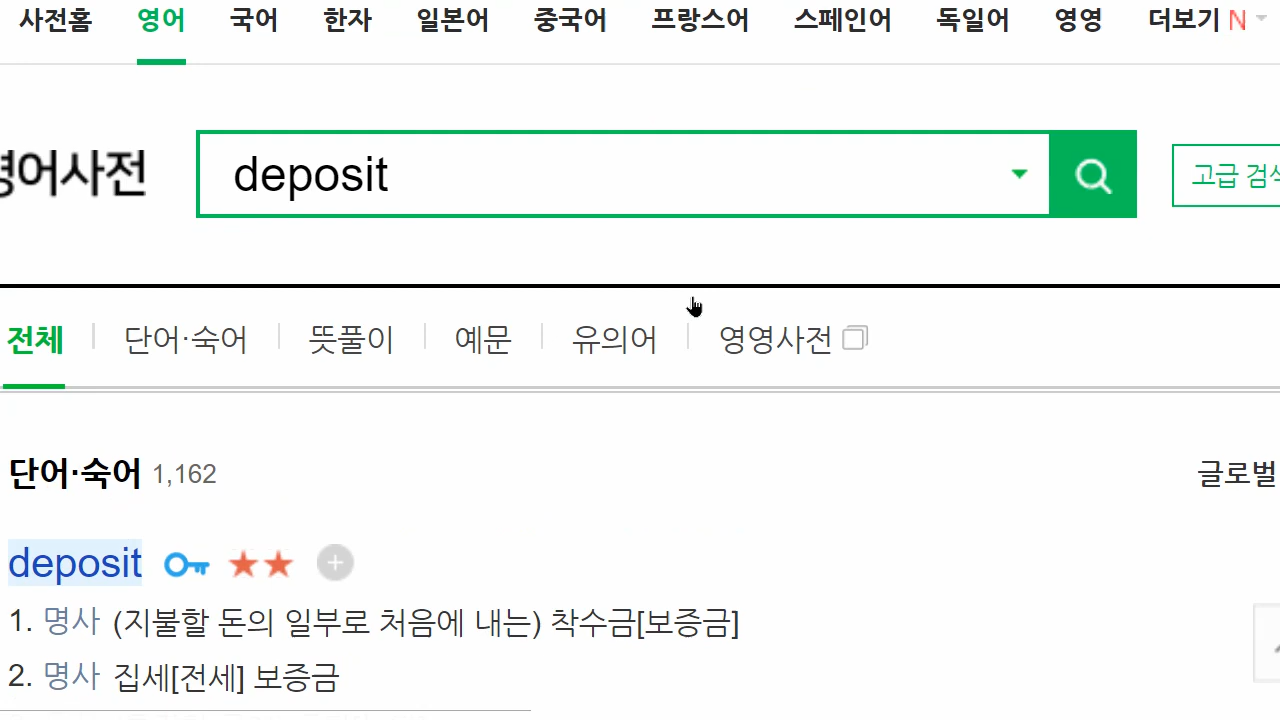 사전홈 영어 국어 한자 일본어 중국어 프랑스어 스페인어 독일어 영영 더보기 N
영어사전 deposit 고급 검색
전체 단어·숙어 뜻풀이 예문 유의어 영영사전
단어·숙어 1,162 글로벌
deposit
1. 명사 (지불할 돈의 일부로 처음에 내는) 착수금[보증금]
2. 명사 집세[전세] 보증금